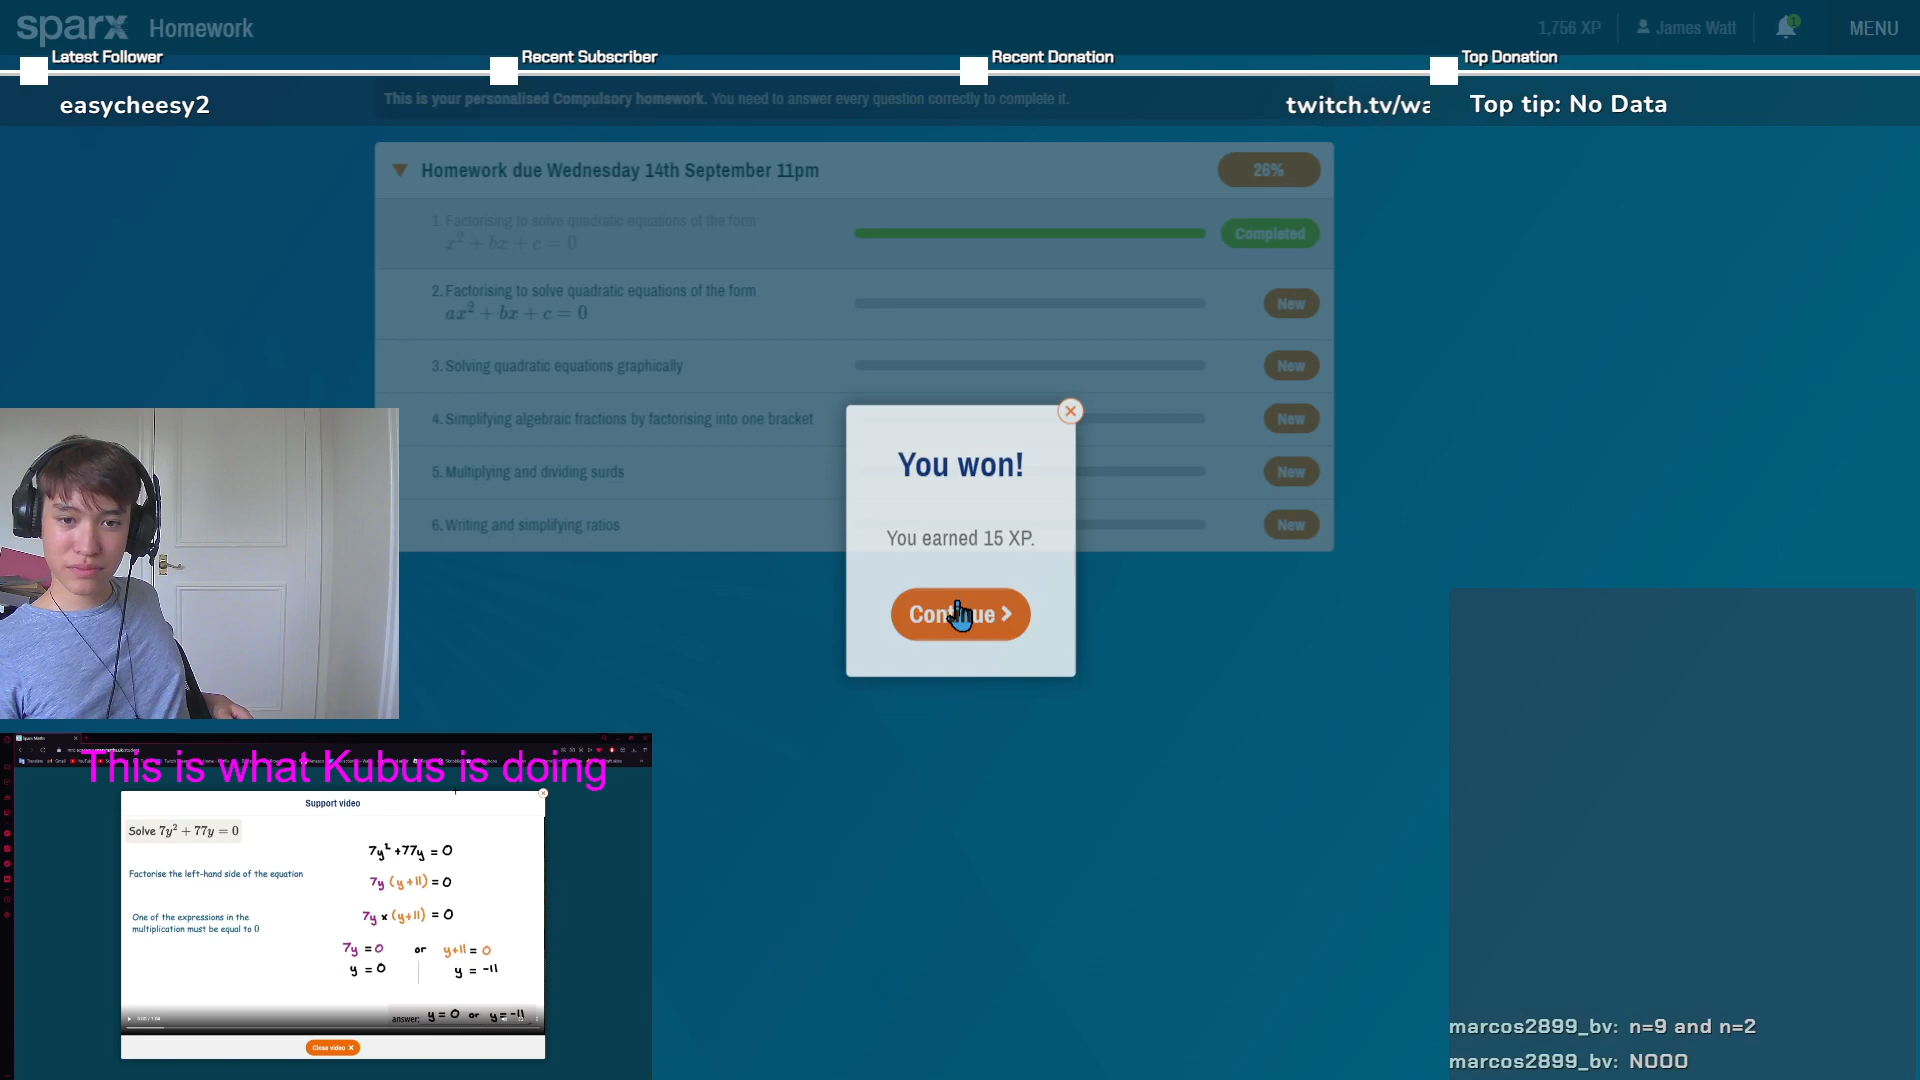 sparx Homework
1,756 XP
James Watt
1
MENU
Latest Follower
Recent Subscriber
Recent Donation
Top Donation
easycheesy2
This is your personalised Compulsory homework. You need to answer every question correctly to complete it.
twitch.tv/wa
Top tip: No Data
Homework due Wednesday 14th September 11pm
26%
1. Factorising to solve quadratic equations of the form
x² + bx + c = 0
Completed
2. Factorising to solve quadratic equations of the form
ax² + bx + c = 0
New
3. Solving quadratic equations graphically
New
4. Simplifying algebraic fractions by factorising into one bracket
New
5. Multiplying and dividing surds
New
6. Writing and simplifying ratios
New
You won!
You earned 15 XP.
Continue
This is what Kubus is doing
Support video
Solve 7y² + 77y = 0
7y² + 77y = 0
Factorise the left-hand side of the equation
7y (y + 11) = 0
One of the expressions in the
multiplication must be equal to 0
7y × (y+11) = 0
7y = 0 or y+11 = 0
y = 0 y = -11
answer: y = 0 or y = -11
Close video
marcos2899_bv: n=9 and n=2
marcos2899_bv: NOOO